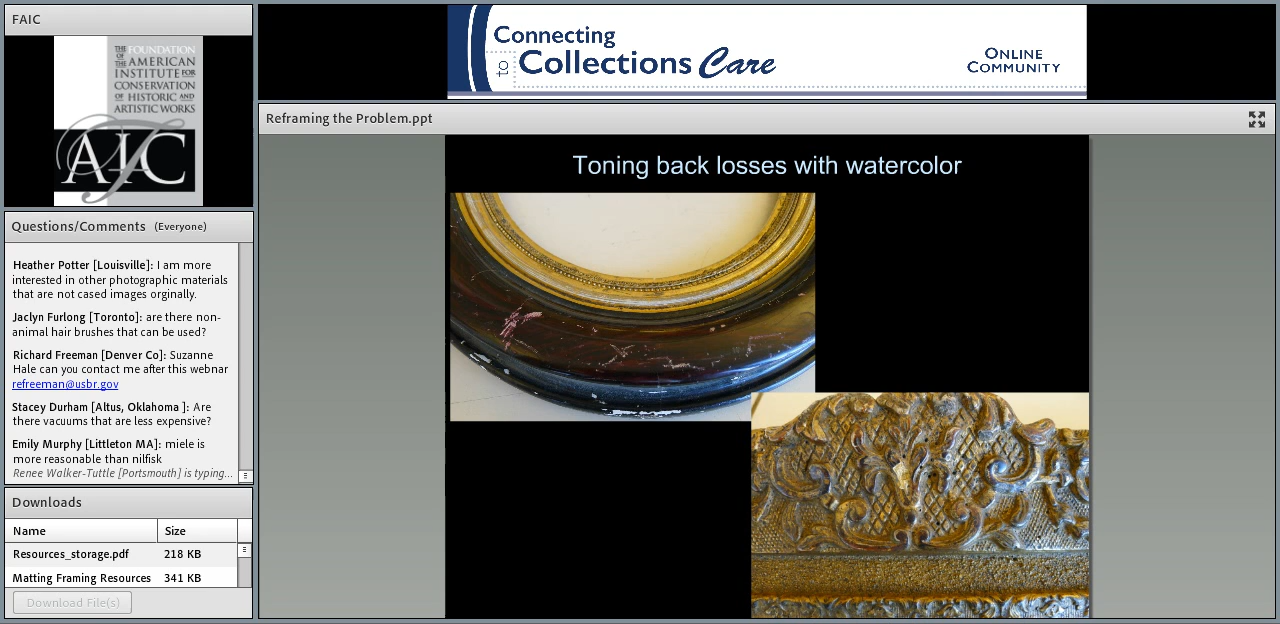 FAIC
THE FOUNDATION
OF THE AMERICAN
INSTITUTE FOR
CONSERVATION
OF HISTORIC AND
ARTISTIC WORKS
AIC
Questions/Comments (Everyone)
Heather Potter [Louisville]: I am more
interested in other photographic materials
that are not cased images orginally.
Jaclyn Furlong [Toronto]: are there non-
animal hair brushes that can be used?
Richard Freeman [Denver Co]: Suzanne
Hale can you contact me after this webnar
refreeman@usbr.gov
Stacey Durham [Altus, Oklahoma ]: Are
there vacuums that are less expensive?
Emily Murphy [Littleton MA]: miele is
more reasonable than nilfisk
Renee Walker-Tuttle [Portsmouth] is typing...
Downloads
Name Size
Resources_storage.pdf 218 KB
Matting Framing Resources 341 KB
Download File(s)
Connecting
to Collections Care
ONLINE
COMMUNITY
Reframing the Problem.ppt
Toning back losses with watercolor